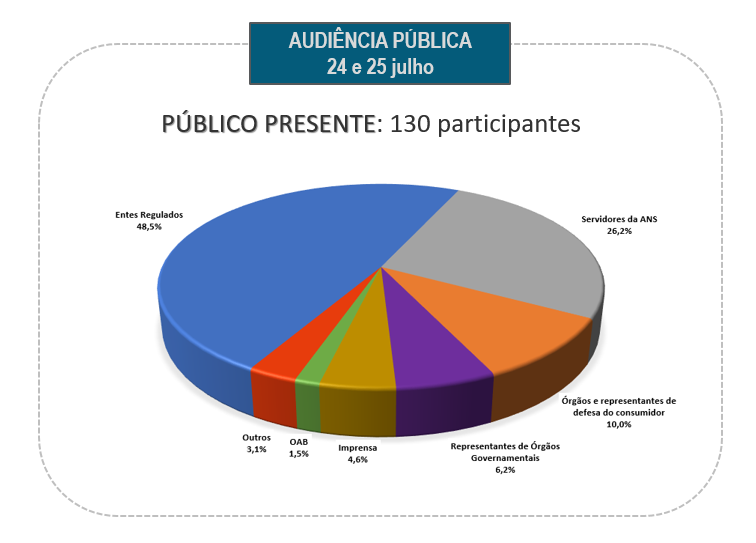 AUDIÊNCIA PÚBLICA
24 e 25 julho
PÚBLICO PRESENTE: 130 participantes
Entes Regulados
48,5%
Servidores da ANS
26,2%
Órgãos e representantes de
defesa do consumidor
10,0%
Representantes de Órgãos
Governamentais
6,2%
Imprensa
4,6%
OAB
1,5%
Outros
3,1%